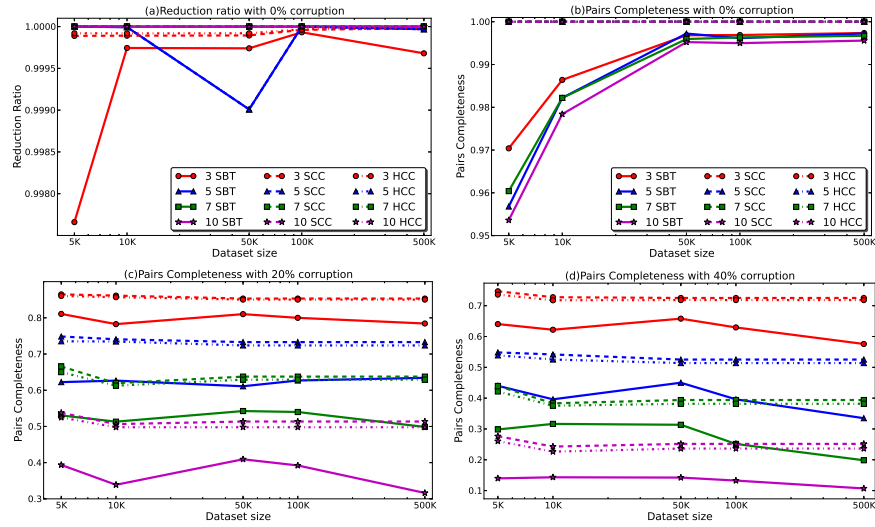 (a)Reduction ratio with 0% corruption
Reduction Ratio
1.0000
0.9995
0.9990
0.9985
0.9980
5K 10K 50K 100K 500K
Dataset size
3 SBT 3 SCC 3 HCC
5 SBT 5 SCC 5 HCC
7 SBT 7 SCC 7 HCC
10 SBT 10 SCC 10 HCC
(b)Pairs Completeness with 0% corruption
Pairs Completeness
1.00
0.99
0.98
0.97
0.96
0.95
5K 10K 50K 100K 500K
Dataset size
3 SBT 3 SCC 3 HCC
5 SBT 5 SCC 5 HCC
7 SBT 7 SCC 7 HCC
10 SBT 10 SCC 10 HCC
(c)Pairs Completeness with 20% corruption
Pairs Completeness
0.8
0.7
0.6
0.5
0.4
0.3
5K 10K 50K 100K 500K
Dataset size
(d)Pairs Completeness with 40% corruption
Pairs Completeness
0.7
0.6
0.5
0.4
0.3
0.2
0.1
5K 10K 50K 100K 500K
Dataset size